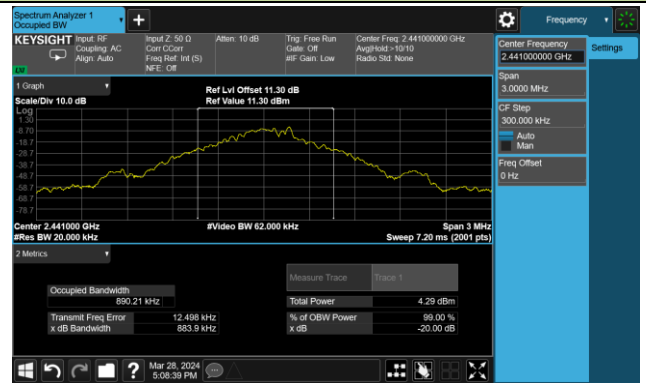 Spectrum Analyzer 1
Occupied BW
Frequency
KEYSIGHT
Input: RF
Coupling: AC
Align: Auto
Input Z: 50 Ω
Corr CCorr
Freq Ref: Int (S)
NFE: Off
Atten: 10 dB
Trig: Free Run
Gate: Off
#IF Gain: Low
Center Freq: 2.441000000 GHz
Avg|Hold:>10/10
Radio Std: None
Center Frequency
2.441000000 GHz
Settings
Span
3.0000 MHz
CF Step
300.000 kHz
Auto
Man
Freq Offset
0 Hz
1 Graph
Scale/Div 10.0 dB
Ref Lvl Offset 11.30 dB
Ref Value 11.30 dBm
Log
1.30
-8.70
-18.7
-28.7
-38.7
-48.7
-58.7
-68.7
-78.7
Center 2.441000 GHz
#Video BW 62.000 kHz
Span 3 MHz
#Res BW 20.000 kHz
Sweep 7.20 ms (2001 pts)
2 Metrics
Measure Trace
Trace 1
Occupied Bandwidth
890.21 kHz
Total Power
4.29 dBm
Transmit Freq Error
12.498 kHz
% of OBW Power
99.00 %
x dB Bandwidth
883.9 kHz
x dB
-20.00 dB
Mar 28, 2024
5:08:39 PM